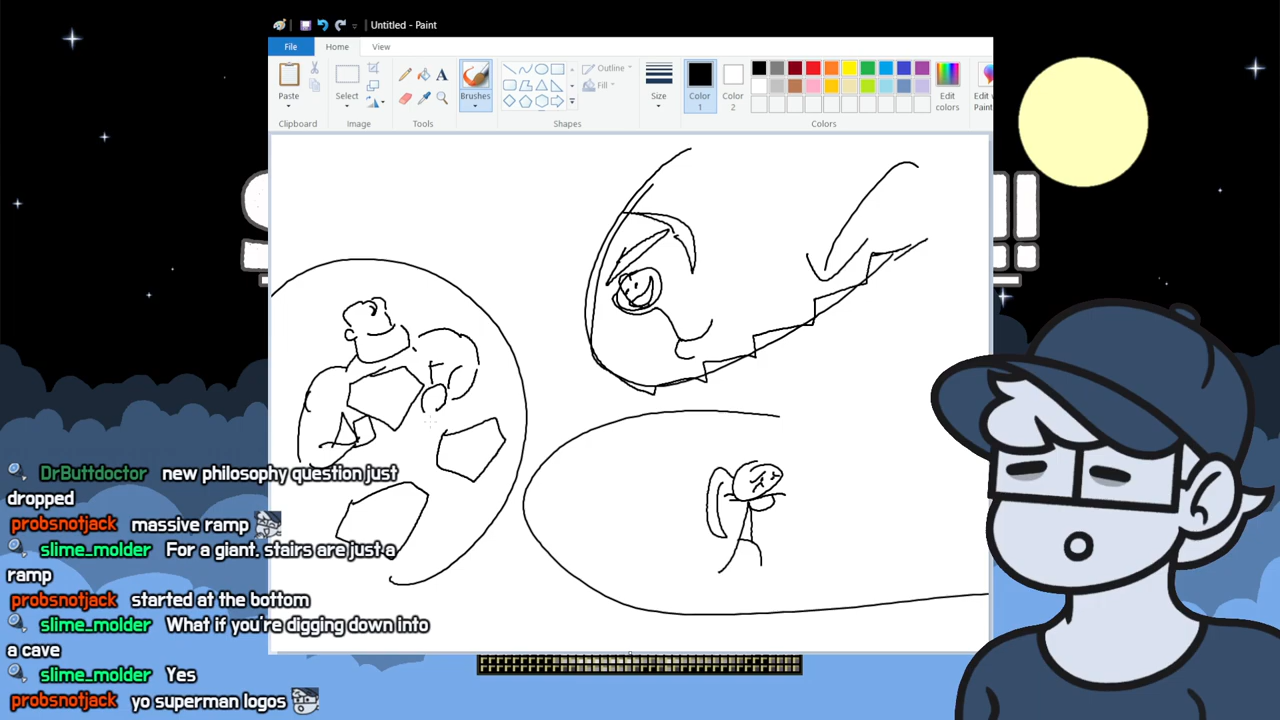 Untitled - Paint
File Home View
Paste
Select
Brushes
Outline
Fill
Size
Color 1
Color 2
Edit colors
Edit w
Paint
Clipboard Image Tools Shapes Colors
DrButtdoctor new philosophy question just
dropped
probsnotjack massive ramp
slime_molder For a giant. stairs are just a
ramp
probsnotjack started at the bottom
slime_molder What if you're digging down into
a cave
slime_molder Yes
probsnotjack yo superman logos